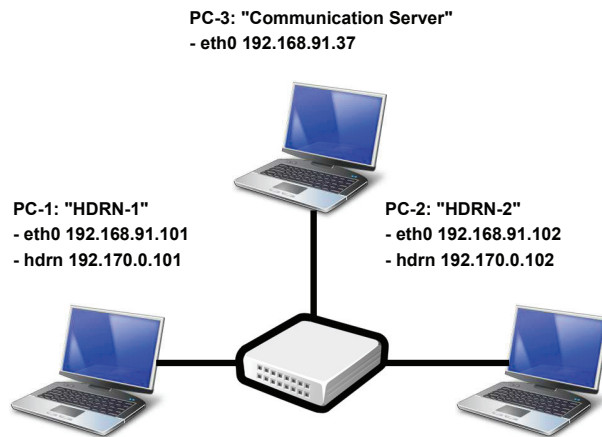 PC-3: "Communication Server"
- eth0 192.168.91.37
PC-1: "HDRN-1"
- eth0 192.168.91.101
- hdrn 192.170.0.101
PC-2: "HDRN-2"
- eth0 192.168.91.102
- hdrn 192.170.0.102